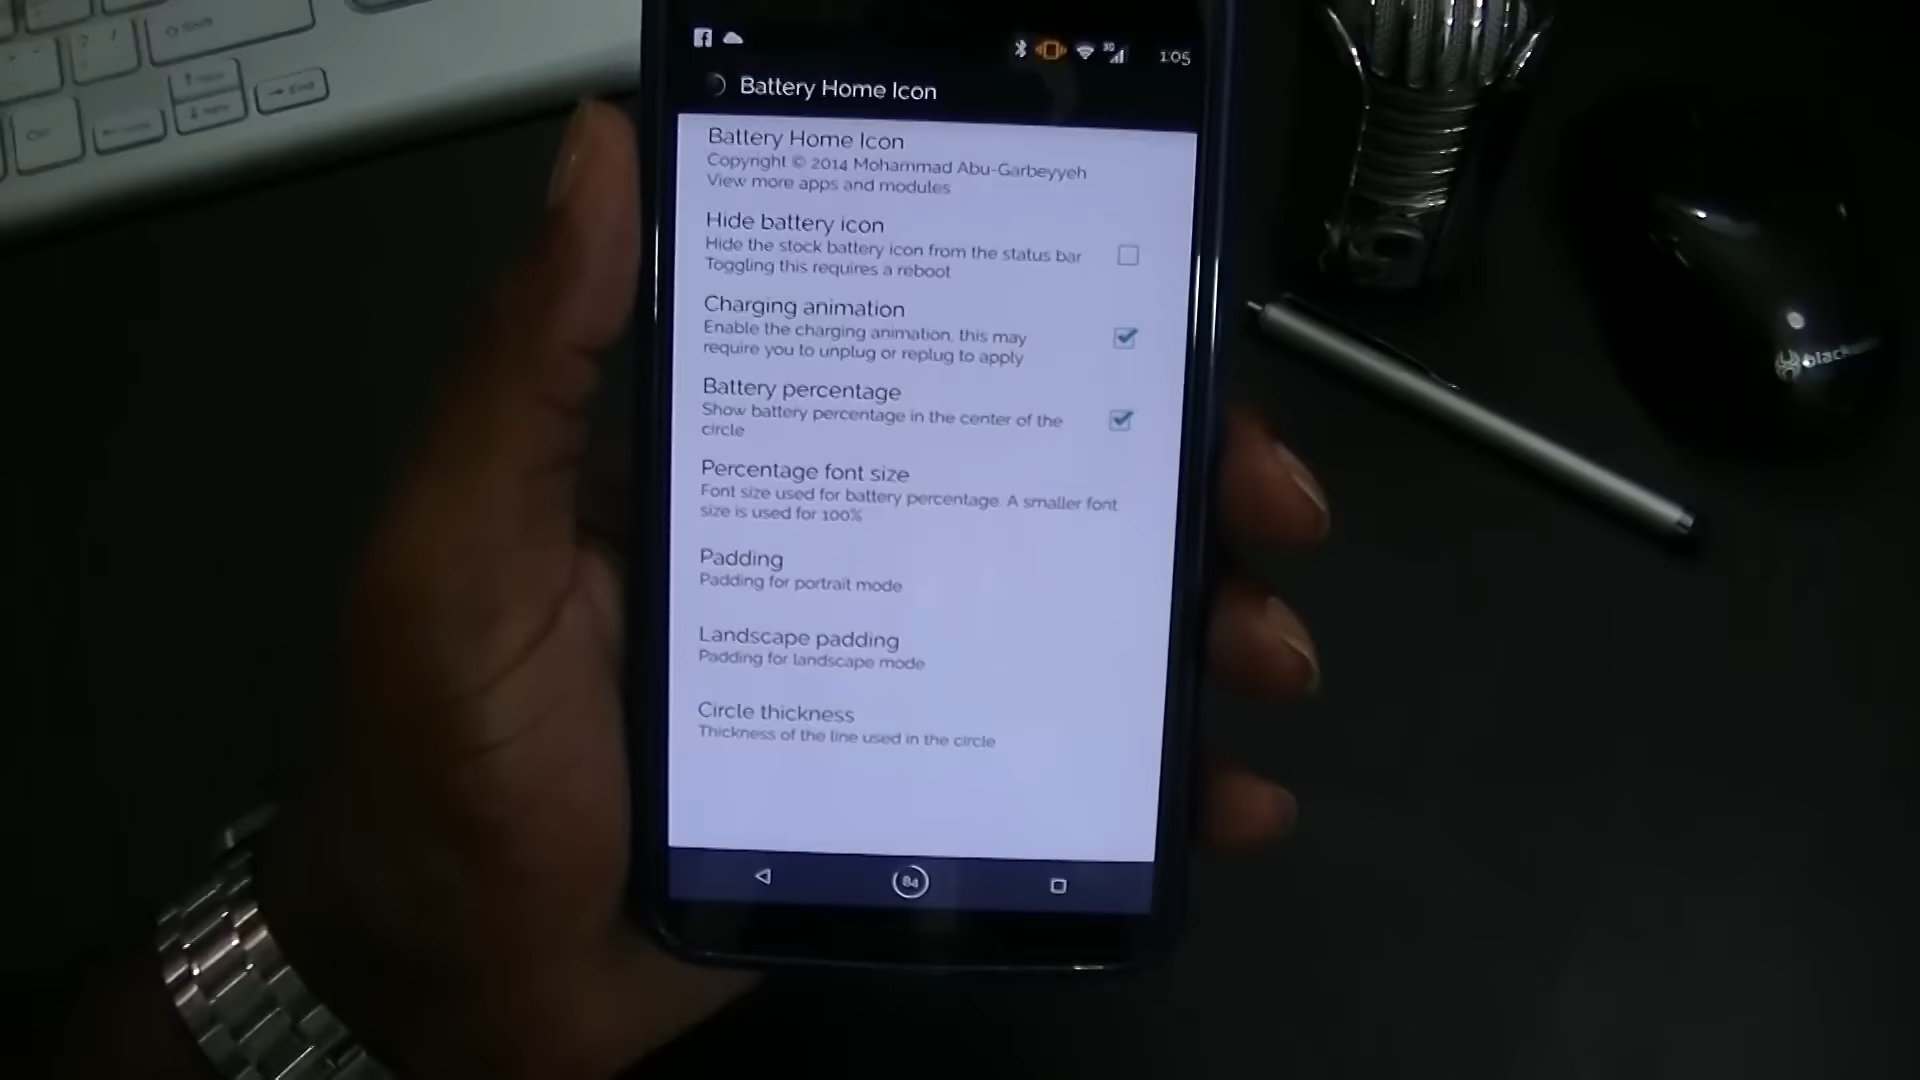 End
1:05
Battery Home Icon
Battery Home Icon
Copyright © 2014 Mohammad Abu-Garbeyyeh
View more apps and modules
Hide battery icon
Hide the stock battery icon from the status bar
Toggling this requires a reboot
Charging animation
Enable the charging animation, this may
require you to unplug or replug to apply
Battery percentage
Show battery percentage in the center of the
circle
Percentage font size
Font size used for battery percentage. A smaller font
size is used for 100%
Padding
Padding for portrait mode
Landscape padding
Padding for landscape mode
Circle thickness
Thickness of the line used in the circle
84